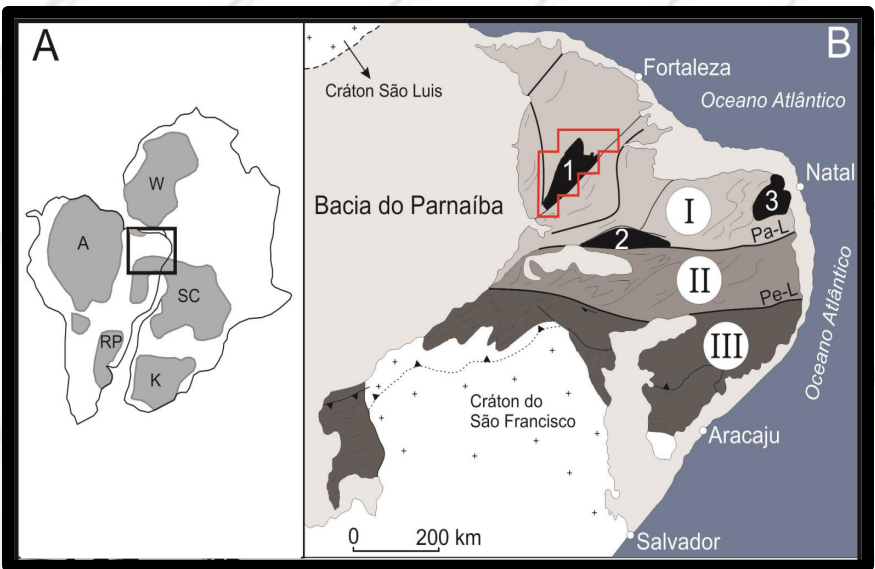 A
W
A
SC
RP
K
B
Cráton São Luis
Fortaleza
Oceano Atlântico
1
Natal
Bacia do Parnaíba
I
3
2
Pa-L
II
Pe-L
Oceano Atlântico
III
Cráton do
São Francisco
Aracaju
0 200 km
Salvador